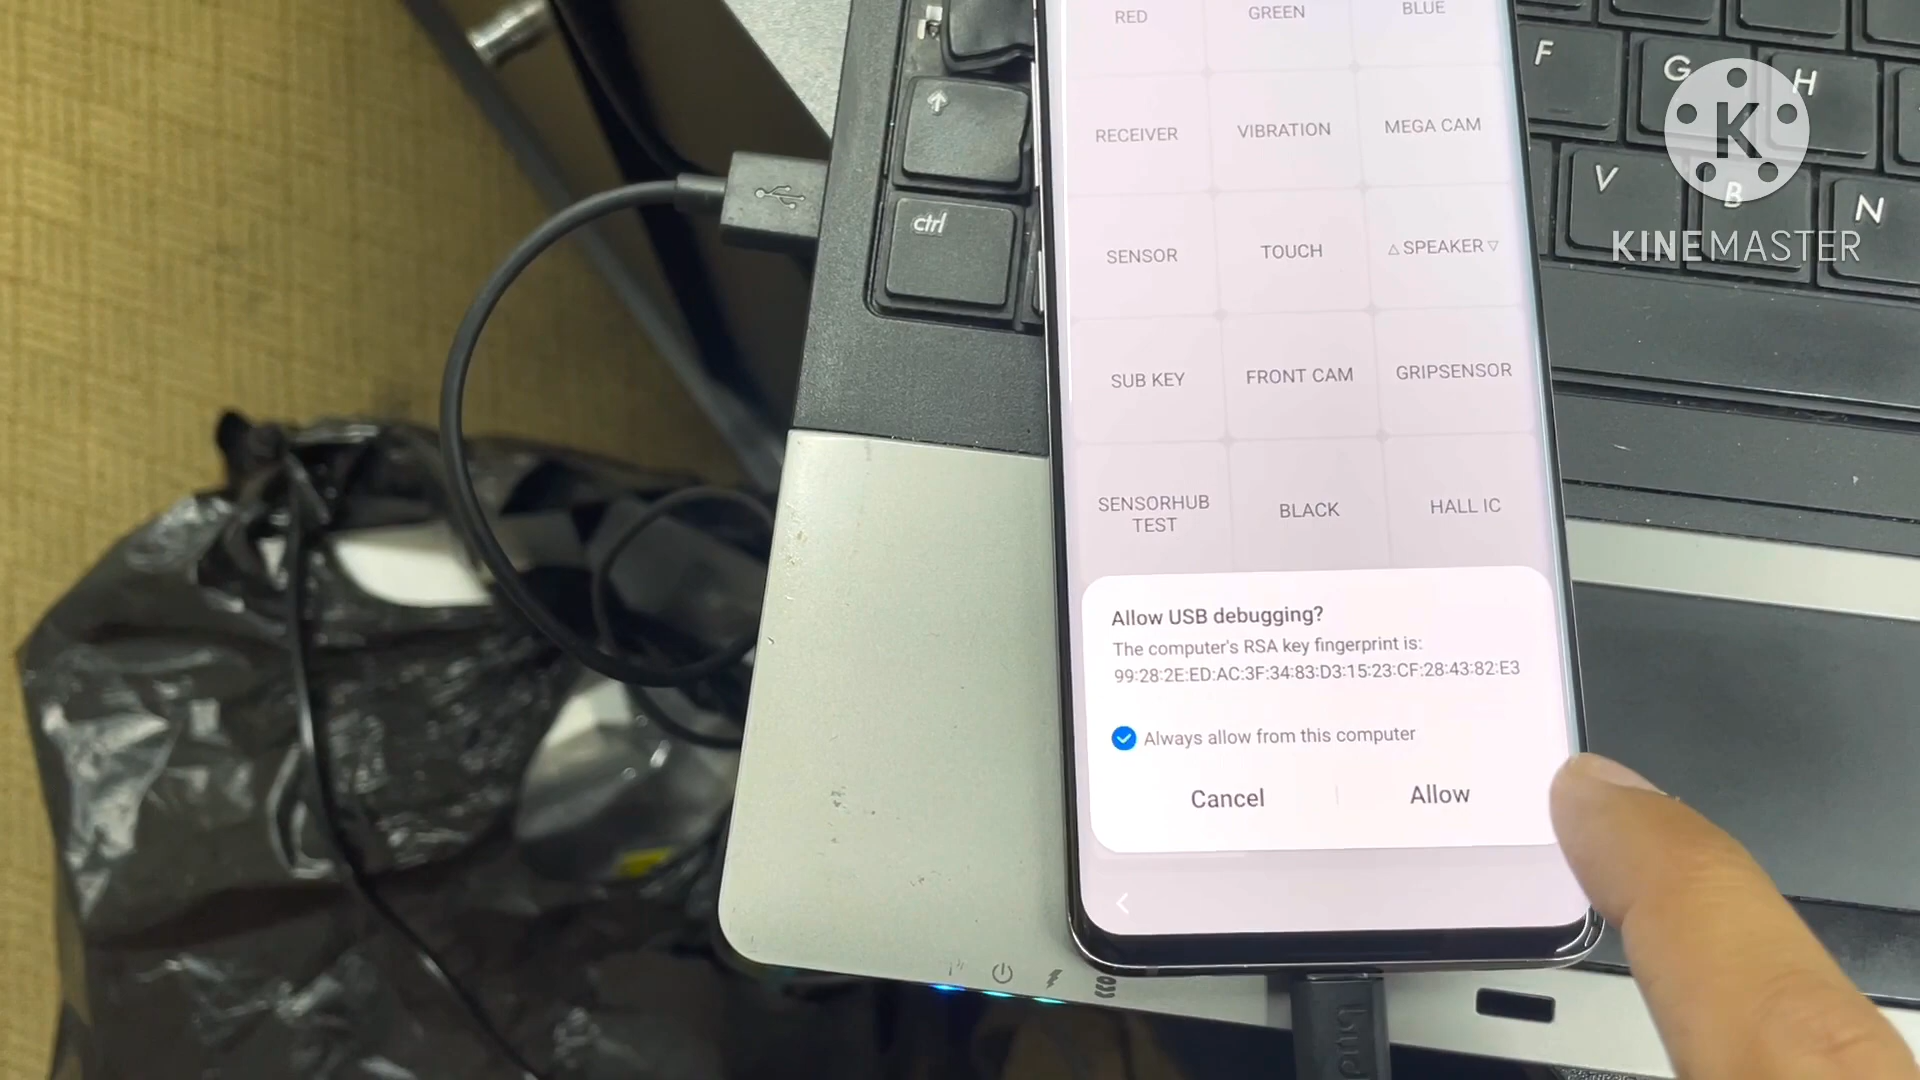 RED GREEN BLUE
RECEIVER VIBRATION MEGA CAM
SENSOR TOUCH △ SPEAKER ▽
SUB KEY FRONT CAM GRIPSENSOR
SENSORHUB TEST BLACK HALL IC
Allow USB debugging?
The computer's RSA key fingerprint is:
99:28:2E:ED:AC:3F:34:83:D3:15:23:CF:28:43:82:E3
Always allow from this computer
Cancel Allow
ctrl
F
G
H
V
B
N
K
KINEMASTER